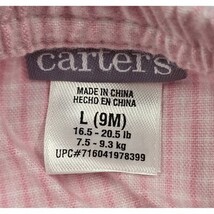 carter's
MADE IN CHINA
HECHO EN CHINA
L (9M)
16.5 - 20.5 lb
7.5 - 9.3 kg
UPC#716041978399